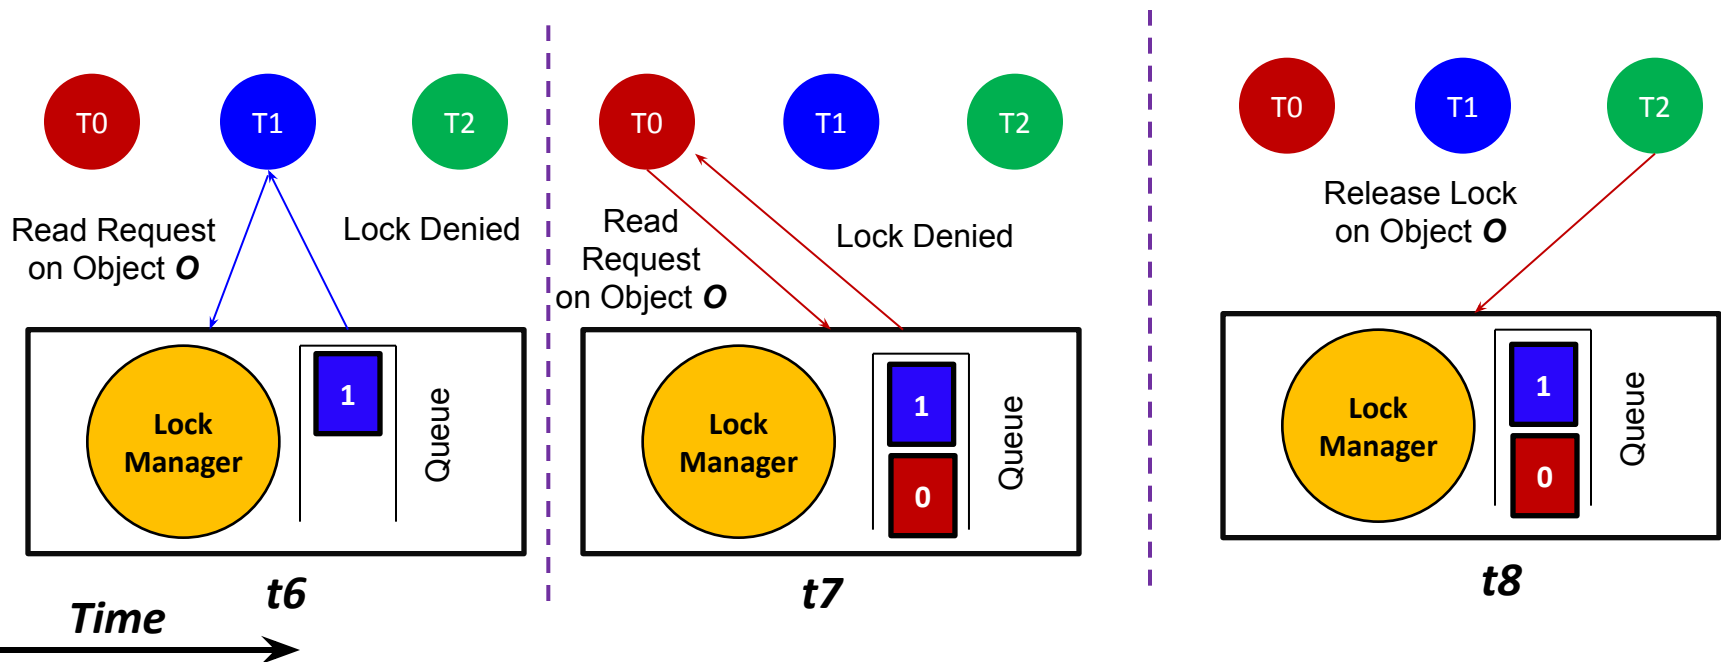 T0
T1
T2
Read Request
on Object O
Lock Denied
Lock
Manager
1
Queue
t6
Time
T0
T1
T2
Read
Request
on Object O
Lock Denied
Lock
Manager
1
0
Queue
t7
T0
T1
T2
Release Lock
on Object O
Lock
Manager
1
0
Queue
t8